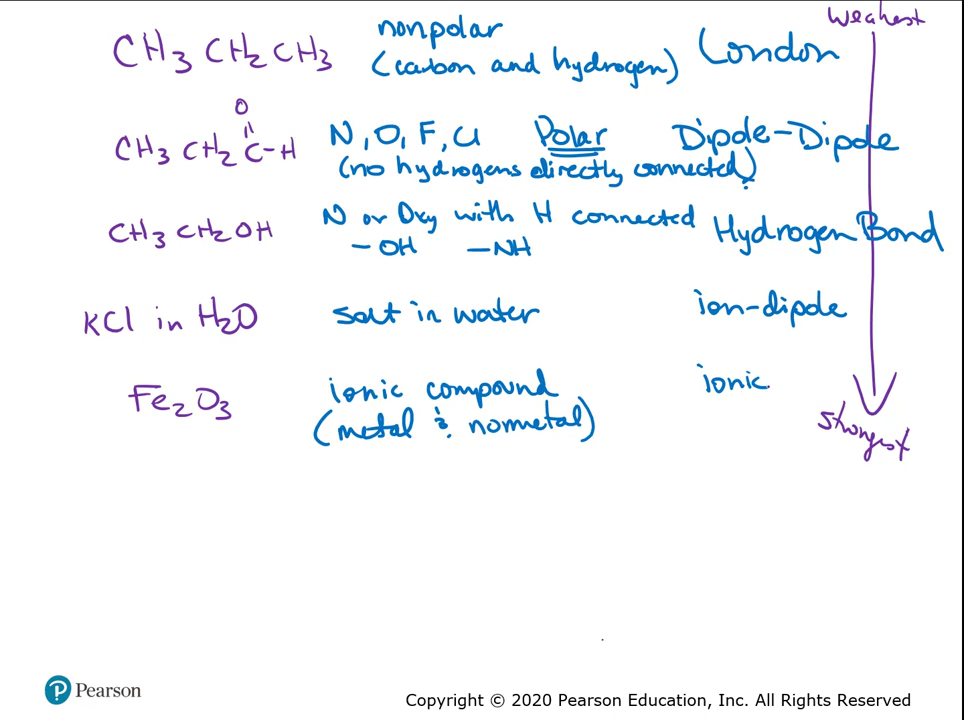 weakest
CH3 CH2 CH3 nonpolar London
(carbon and hydrogen)
O
CH3 CH2 C-H N, O, F, Cl Polar Dipole-Dipole
(no hydrogens directly connected)
CH3 CH2OH N or Oxy with H connected Hydrogen Bond
-OH -NH
KCl in H2O salt in water ion-dipole
Fe2O3 ionic compound ionic
(metal & nonmetal)
strongest
Pearson
Copyright © 2020 Pearson Education, Inc. All Rights Reserved